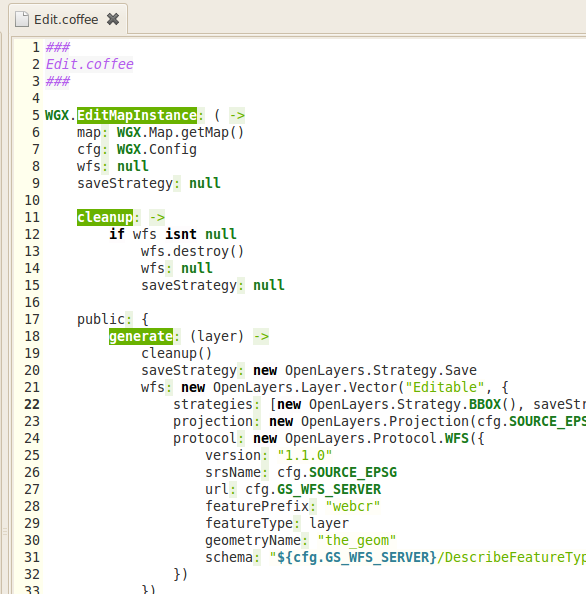 Edit.coffee
1 ###
2 Edit.coffee
3 ###
4
5 WGX.EditMapInstance: ( ->
6     map: WGX.Map.getMap()
7     cfg: WGX.Config
8     wfs: null
9     saveStrategy: null
10
11     cleanup: ->
12         if wfs isnt null
13             wfs.destroy()
14             wfs: null
15             saveStrategy: null
16
17     public: {
18         generate: (layer) ->
19             cleanup()
20             saveStrategy: new OpenLayers.Strategy.Save
21             wfs: new OpenLayers.Layer.Vector("Editable", {
22                 strategies: [new OpenLayers.Strategy.BBOX(), saveStr
23                 projection: new OpenLayers.Projection(cfg.SOURCE_EPS
24                 protocol: new OpenLayers.Protocol.WFS({
25                     version: "1.1.0"
26                     srsName: cfg.SOURCE_EPSG
27                     url: cfg.GS_WFS_SERVER
28                     featurePrefix: "webcr"
29                     featureType: layer
30                     geometryName: "the_geom"
31                     schema: "${cfg.GS_WFS_SERVER}/DescribeFeatureTyp
32                 })
33             })